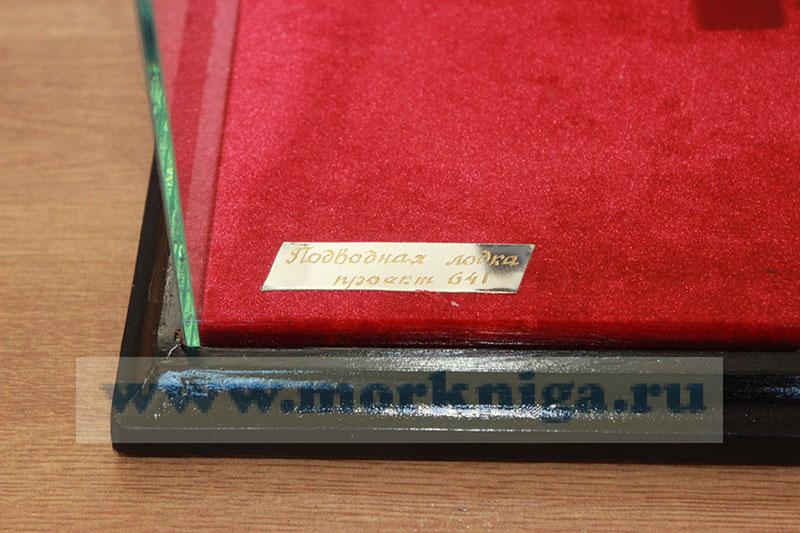 Подводная лодка
проект 641
www.morkniga.ru